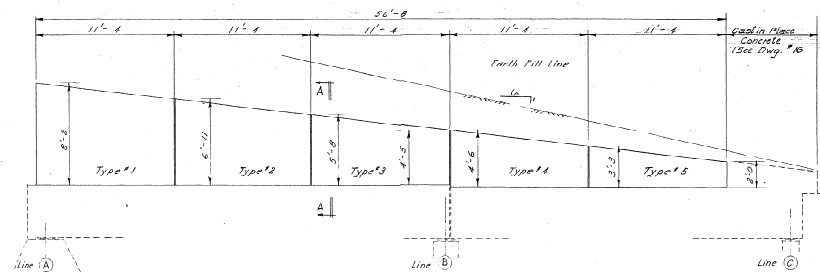 56'-8
11'-4
11'-4
11'-4
11'-4
11'-4
Cast in Place
Concrete
(See Dwg. #16
Earth Fill Line
A
1
8'-2
6'-11
5'-8
4'-5
4'-6
3'-3
2'-0
Type #1
Type #2
Type #3
Type #4
Type #5
A
Line A
Line B
Line C